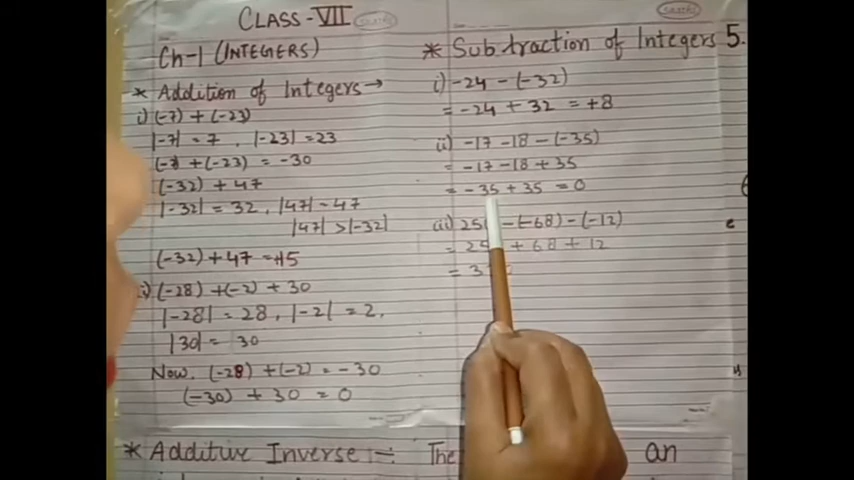 CLASS-VII
Ch-1 (INTEGERS)
* Addition of Integers →
i) (-7) + (-23)
|-7| = 7, |-23| = 23
(-7) + (-23) = -30
(-32) + 47
|-32| = 32, |47| = 47
|47| > |-32|
(-32) + 47 = +15
(-28) + (-2) + 30
|-28| = 28, |-2| = 2,
|30| = 30
Now, (-28) + (-2) = -30
(-30) + 30 = 0
* Subtraction of Integers
i) -24 - (-32)
= -24 + 32 = +8
(ii) -17 -18 - (-35)
= -17 -18 + 35
= -35 + 35 = 0
(iii) - (-68) - (-12)
= + 68 + 12
=
5.
* Additive Inverse :- The an